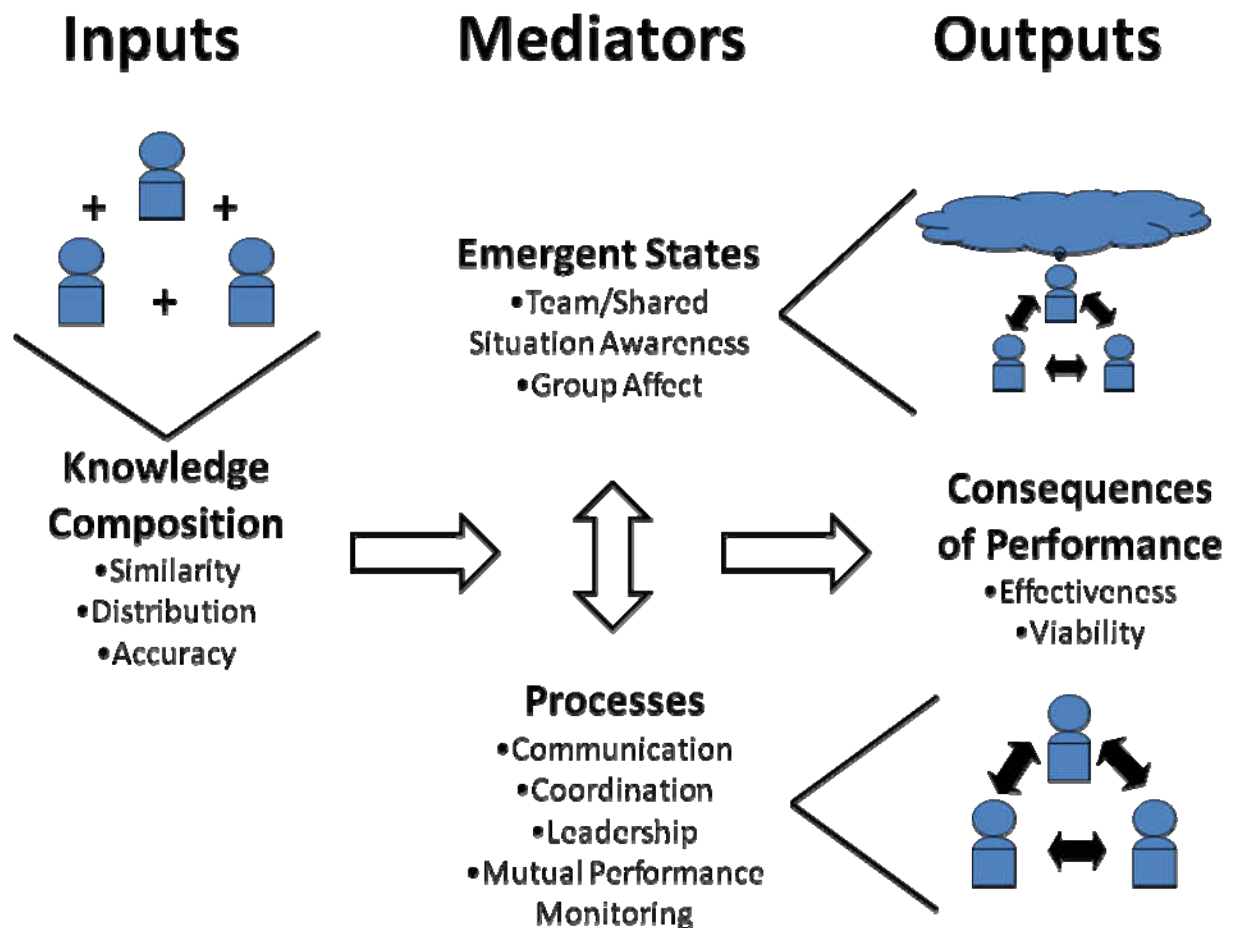 Inputs
Mediators
Outputs
+ +
+
Knowledge
Composition
•Similarity
•Distribution
•Accuracy
Emergent States
•Team/Shared
Situation Awareness
•Group Affect
Processes
•Communication
•Coordination
•Leadership
•Mutual Performance
Monitoring
Consequences
of Performance
•Effectiveness
•Viability